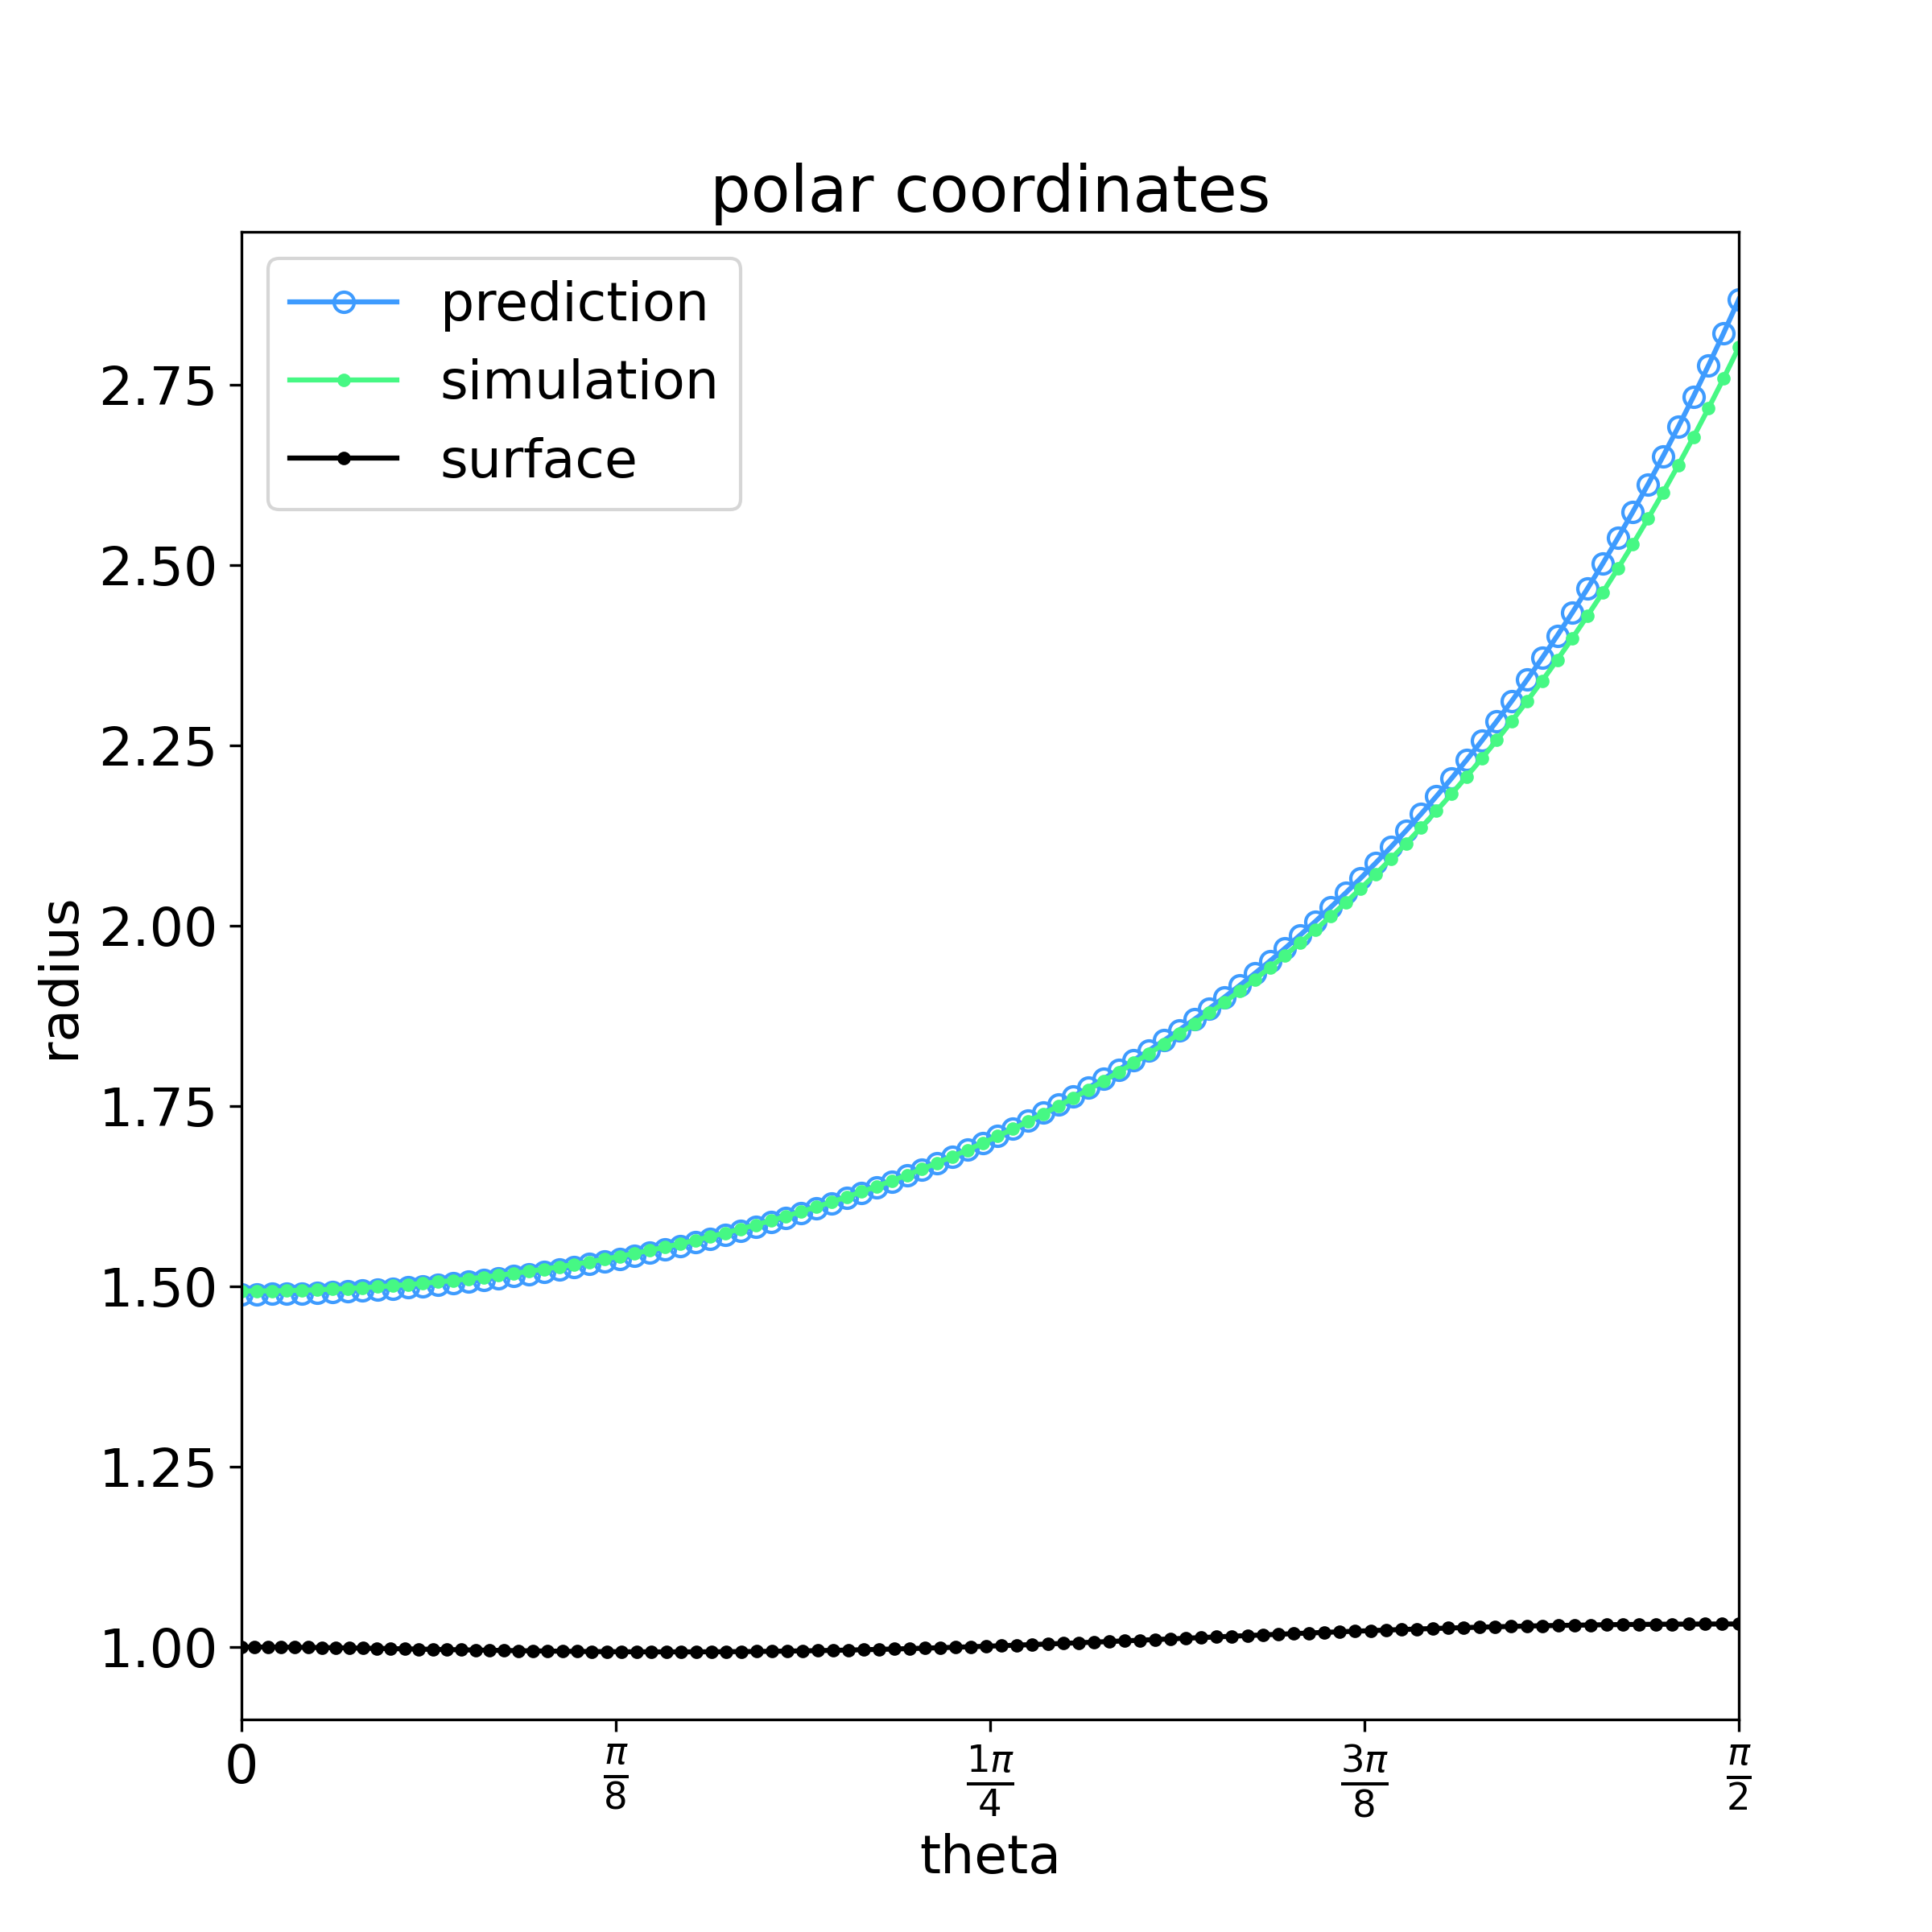 polar coordinates
prediction
simulation
surface
2.75
2.50
2.25
2.00
1.75
1.50
1.25
1.00
radius
0 π/8 1π/4 3π/8 π/2
theta